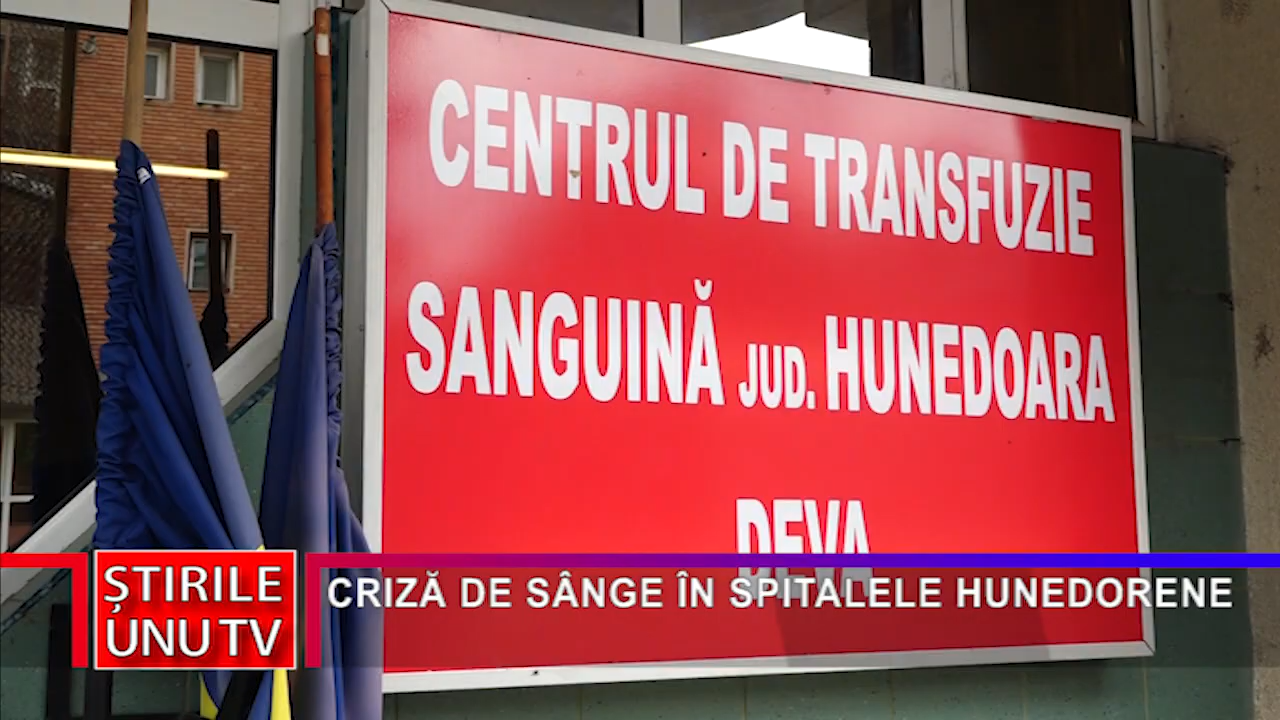 CENTRUL DE TRANSFUZIE
SANGUINĂ JUD. HUNEDOARA
DEVA
ȘTIRILE
UNU TV
CRIZĂ DE SÂNGE ÎN SPITALELE HUNEDORENE